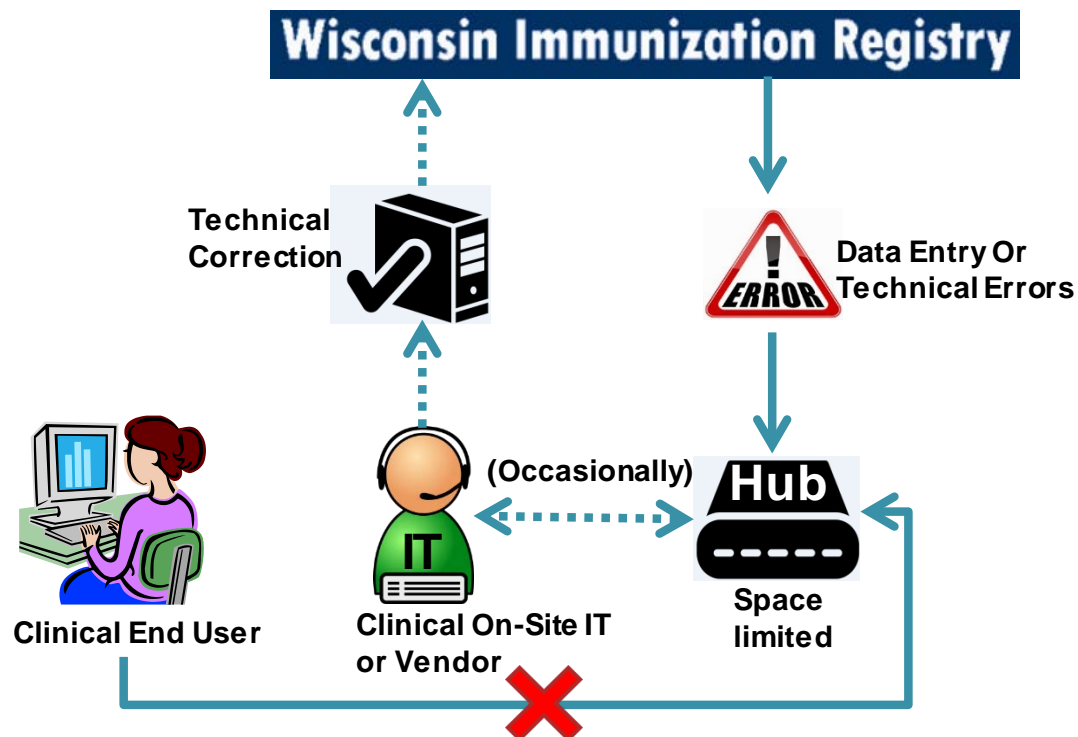 Wisconsin Immunization Registry
Technical
Correction
ERROR
Data Entry Or
Technical Errors
(Occasionally)
Hub
IT
Clinical End User
Clinical On-Site IT
or Vendor
Space
limited